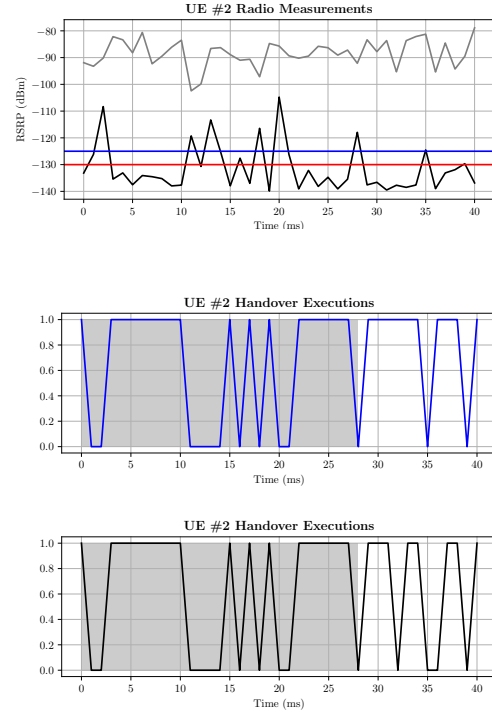 UE #2 Radio Measurements
−80
−90
−100
−110
−120
−130
−140
RSRP (dBm)
0 5 10 15 20 25 30 35 40
Time (ms)
UE #2 Handover Executions
1.0
0.8
0.6
0.4
0.2
0.0
0 5 10 15 20 25 30 35 40
Time (ms)
UE #2 Handover Executions
1.0
0.8
0.6
0.4
0.2
0.0
0 5 10 15 20 25 30 35 40
Time (ms)